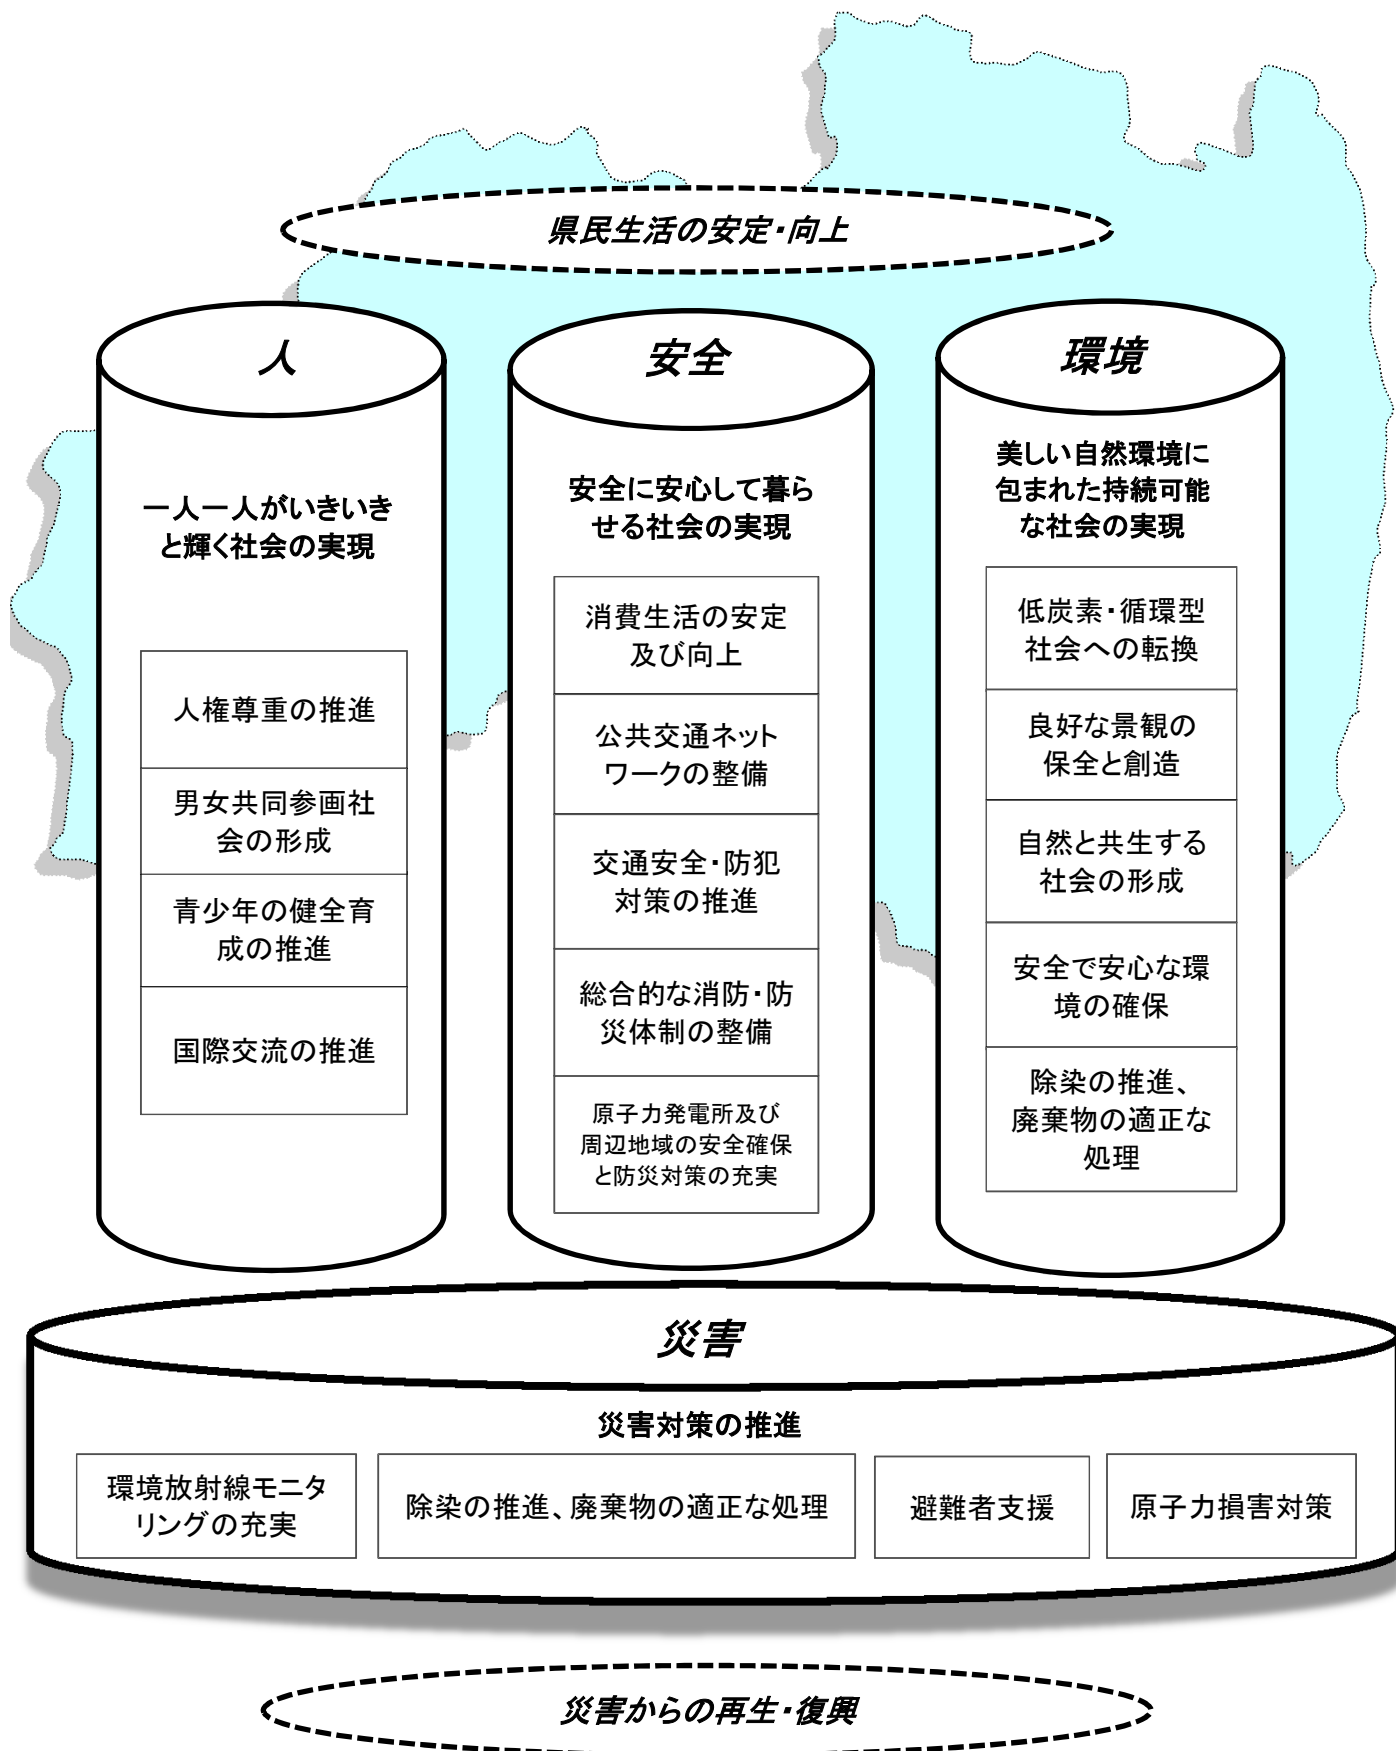 県民生活の安定・向上
人
一人一人がいきいき
と輝く社会の実現
人権尊重の推進
男女共同参画社
会の形成
青少年の健全育
成の推進
国際交流の推進
安全
安全に安心して暮ら
せる社会の実現
消費生活の安定
及び向上
公共交通ネット
ワークの整備
交通安全・防犯
対策の推進
総合的な消防・防
災体制の整備
原子力発電所及び
周辺地域の安全確保
と防災対策の充実
環境
美しい自然環境に
包まれた持続可能
な社会の実現
低炭素・循環型
社会への転換
良好な景観の
保全と創造
自然と共生する
社会の形成
安全で安心な環
境の確保
除染の推進、
廃棄物の適正な
処理
災害
災害対策の推進
環境放射線モニタ
リングの充実
除染の推進、廃棄物の適正な処理
避難者支援
原子力損害対策
災害からの再生・復興